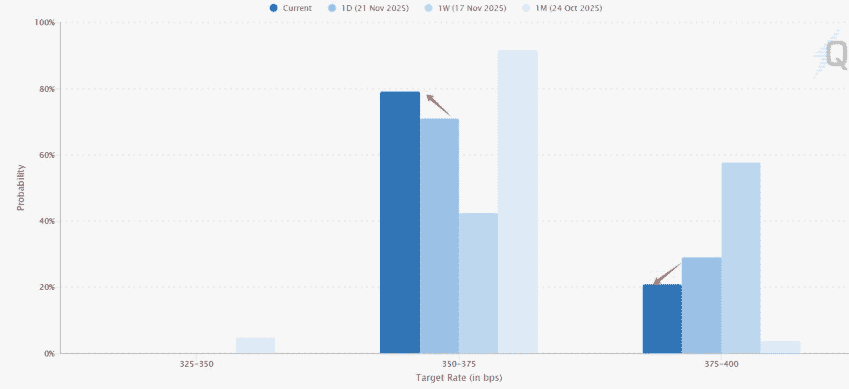 Current 1D (21 Nov 2025) 1W (17 Nov 2025) 1M (24 Oct 2025)
100%
80%
60%
40%
20%
0%
Probability
325–350 350–375 375–400
Target Rate (in bps)
Q